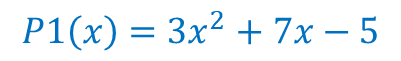 P1(x) = 3x² + 7x − 5